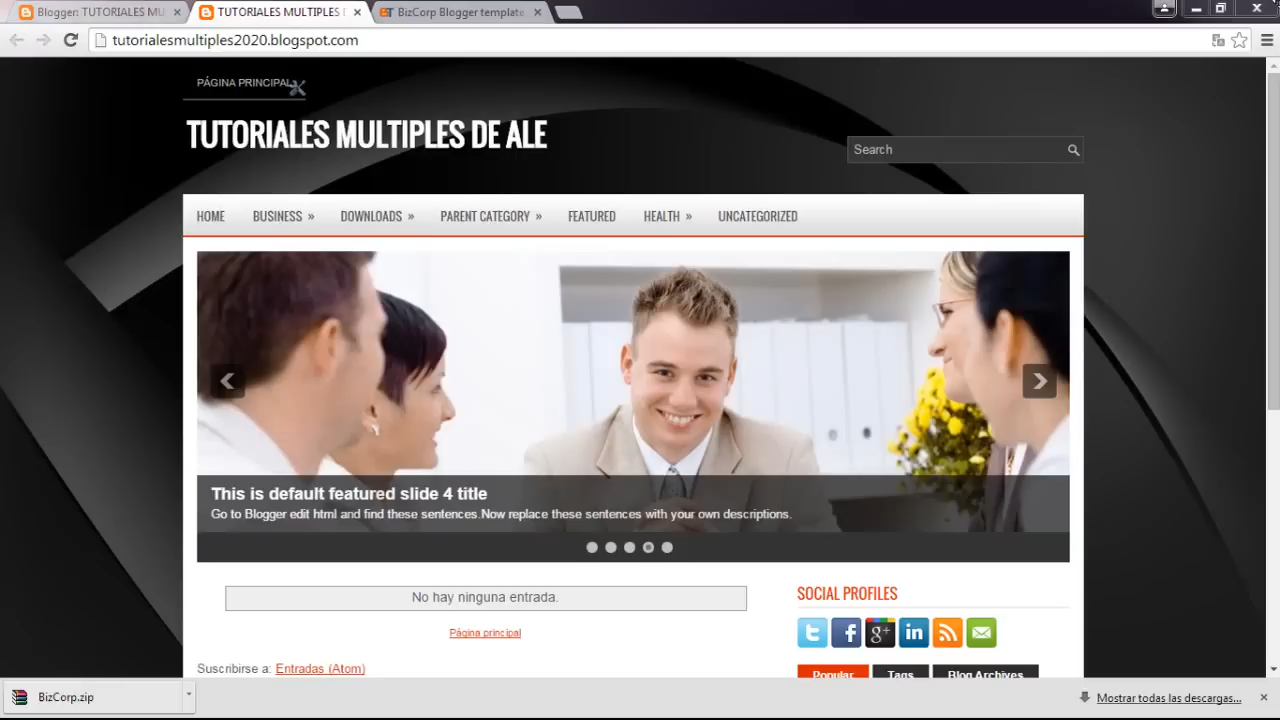 Blogger: TUTORIALES MU
TUTORIALES MULTIPLES D
BizCorp Blogger template
tutorialesmultiples2020.blogspot.com
PÁGINA PRINCIPAL
TUTORIALES MULTIPLES DE ALE
Search
HOME BUSINESS » DOWNLOADS » PARENT CATEGORY » FEATURED HEALTH » UNCATEGORIZED
This is default featured slide 4 title
Go to Blogger edit html and find these sentences.Now replace these sentences with your own descriptions.
No hay ninguna entrada.
Página principal
Suscribirse a: Entradas (Atom)
SOCIAL PROFILES
Popular Tags Blog Archives
BizCorp.zip
Mostrar todas las descargas...